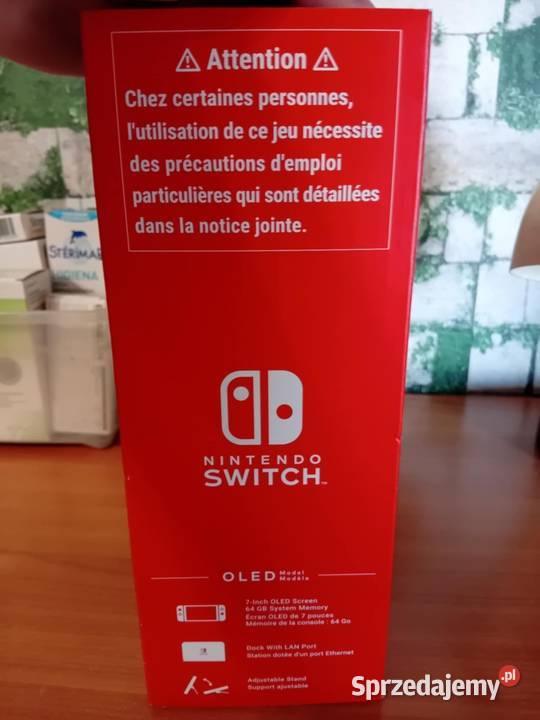 ⚠ Attention ⚠
Chez certaines personnes,
l'utilisation de ce jeu nécessite
des précautions d'emploi
particulières qui sont détaillées
dans la notice jointe.
STÉRIMA
GIENA
NINTENDO
SWITCH™
OLED Model
Modèle
7-inch OLED Screen
64 GB System Memory
Écran OLED de 7 pouces
Mémoire de la console : 64 Go
Dock With LAN Port
Station dotée d'un port Ethernet
Adjustable Stand
Support ajustable
Sprzedajemy.pl